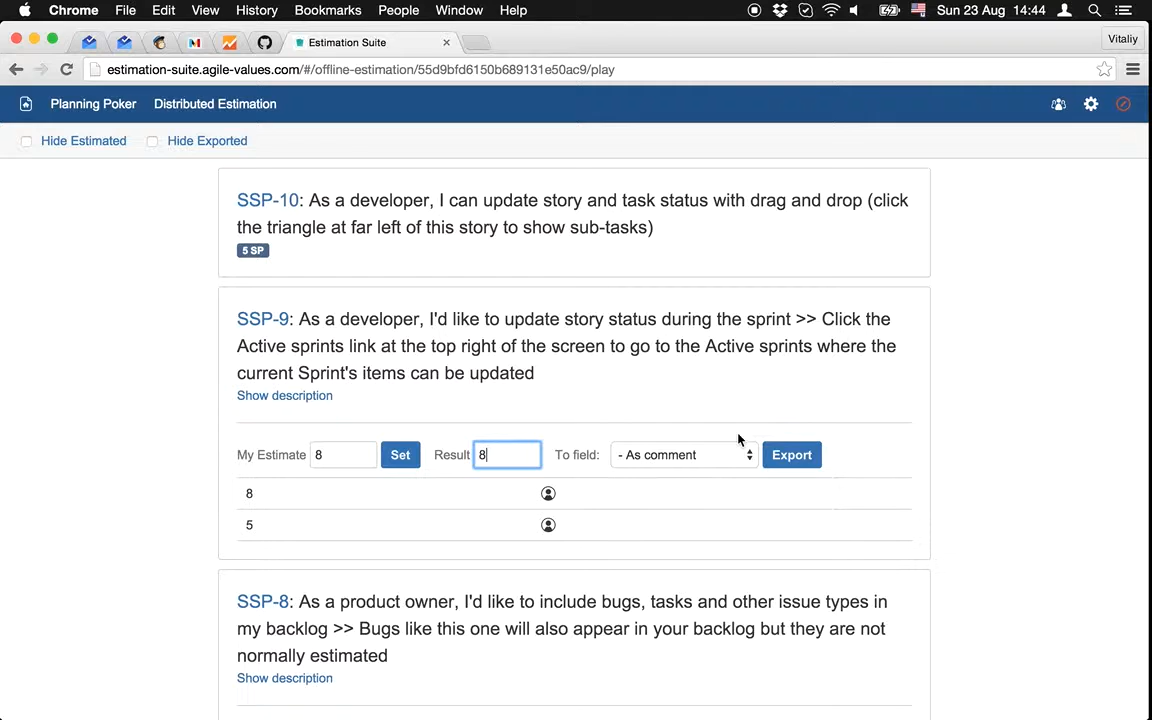 Chrome File Edit View History Bookmarks People Window Help Sun 23 Aug 14:44
Estimation Suite Vitaliy
estimation-suite.agile-values.com/#/offline-estimation/55d9bfd6150b689131e50ac9/play
Planning Poker Distributed Estimation
Hide Estimated Hide Exported
SSP-10: As a developer, I can update story and task status with drag and drop (click
the triangle at far left of this story to show sub-tasks)
5 SP
SSP-9: As a developer, I'd like to update story status during the sprint >> Click the
Active sprints link at the top right of the screen to go to the Active sprints where the
current Sprint's items can be updated
Show description
My Estimate 8 Set Result 8 To field: - As comment Export
8
5
SSP-8: As a product owner, I'd like to include bugs, tasks and other issue types in
my backlog >> Bugs like this one will also appear in your backlog but they are not
normally estimated
Show description